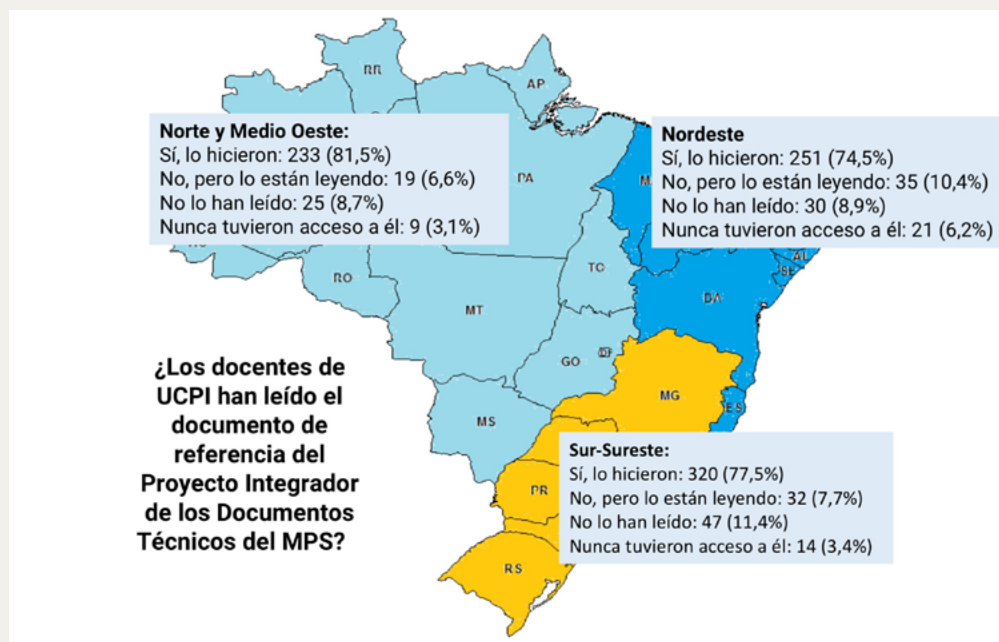 RR
AP
Norte y Medio Oeste:
Sí, lo hicieron: 233 (81,5%)
No, pero lo están leyendo: 19 (6,6%)
No lo han leído: 25 (8,7%)
Nunca tuvieron acceso a él: 9 (3,1%)
Nordeste
Sí, lo hicieron: 251 (74,5%)
No, pero lo están leyendo: 35 (10,4%)
No lo han leído: 30 (8,9%)
Nunca tuvieron acceso a él: 21 (6,2%)
PA
AL
SE
RO
TO
BA
MT
GO
DF
¿Los docentes de
UCPI han leído el
documento de
referencia del
Proyecto Integrador
de los Documentos
Técnicos del MPS?
MS
MG
ES
Sur-Sureste:
Sí, lo hicieron: 320 (77,5%)
No, pero lo están leyendo: 32 (7,7%)
No lo han leído: 47 (11,4%)
Nunca tuvieron acceso a él: 14 (3,4%)
PR
RS